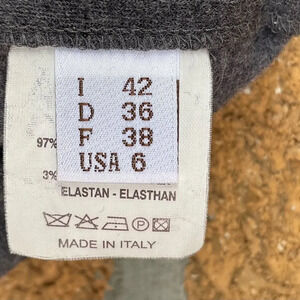 I 42
D 36
F 38
97% USA 6
3%
ELASTAN - ELASTHAN
MADE IN ITALY